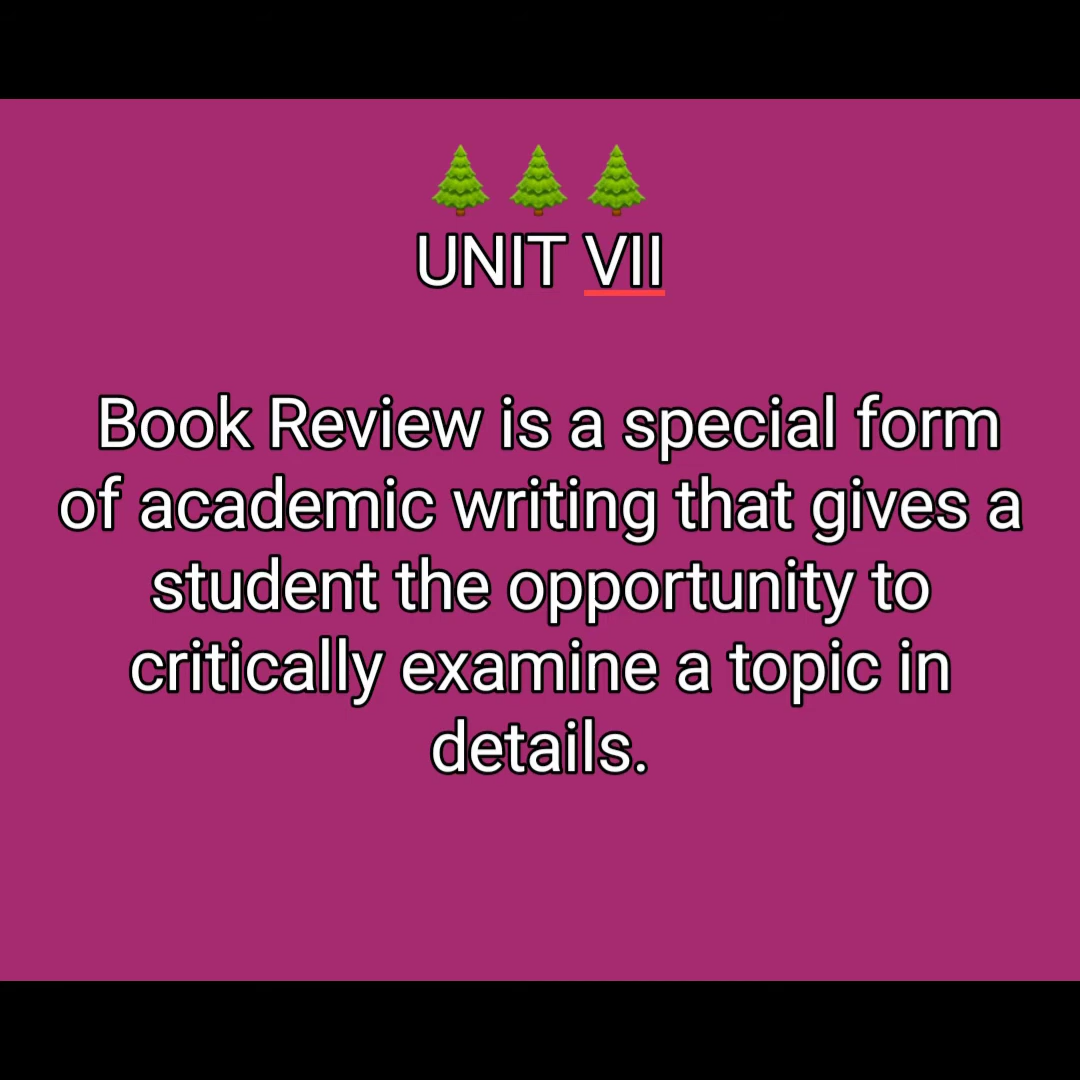 🌲🌲🌲
UNIT VII
Book Review is a special form
of academic writing that gives a
student the opportunity to
critically examine a topic in
details.